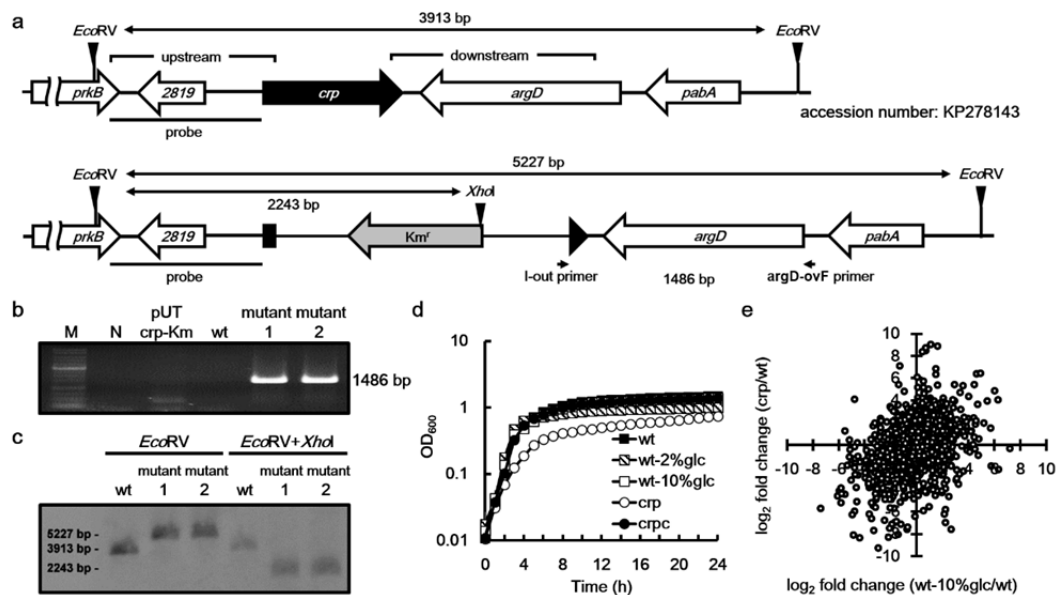 a
3913 bp
EcoRV
EcoRV
upstream
downstream
prkB
2819
crp
argD
pabA
probe
accession number: KP278143
5227 bp
EcoRV
XhoI
EcoRV
2243 bp
prkB
2819
Kmr
argD
pabA
probe
I-out primer
1486 bp
argD-ovF primer
b
pUT
M N crp-Km wt mutant mutant
1 2
1486 bp
c
EcoRV EcoRV+XhoI
mutant mutant mutant mutant
wt 1 2 wt 1 2
5227 bp -
3913 bp -
2243 bp -
d
10
1
0.1
0.01
OD600
wt
wt-2%glc
wt-10%glc
crp
crpc
0 4 8 12 16 20 24
Time (h)
e
10
8
6
4
-10 -8 -6 -4 6 8 10
-10
log2 fold change (crp/wt)
log2 fold change (wt-10%glc/wt)